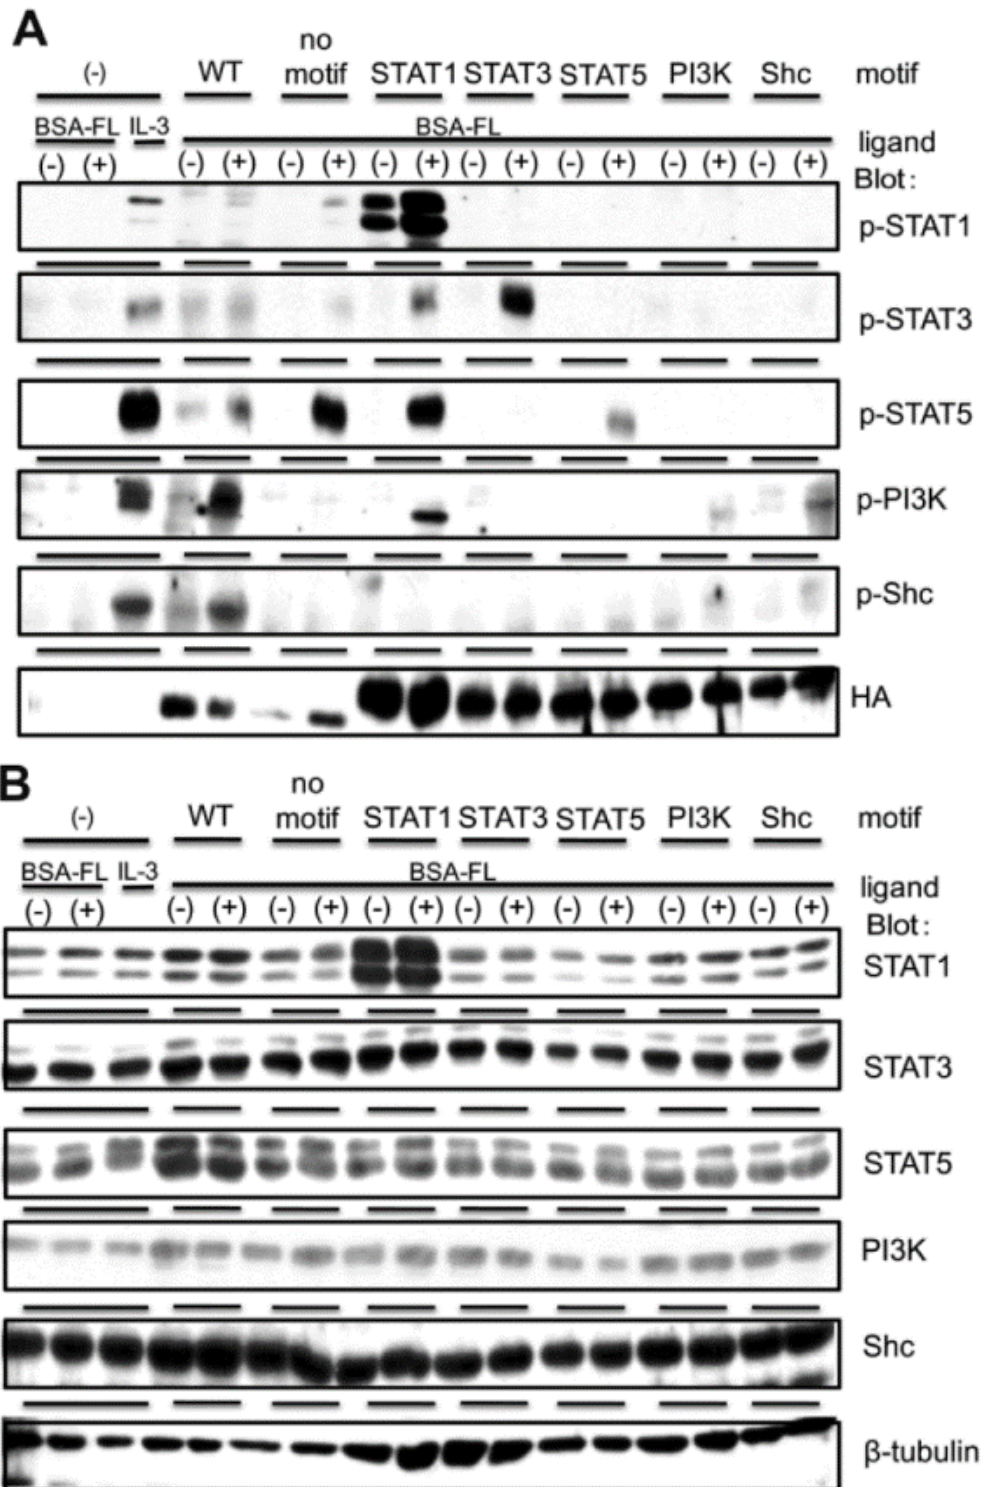 A
no
(-) WT motif STAT1 STAT3 STAT5 PI3K Shc motif
BSA-FL IL-3 BSA-FL ligand
(-) (+) (-) (+) (-) (+) (-) (+) (-) (+) (-) (+) (-) (+) (-) (+)
Blot:
p-STAT1
p-STAT3
p-STAT5
p-PI3K
p-Shc
HA
B
no
(-) WT motif STAT1 STAT3 STAT5 PI3K Shc motif
BSA-FL IL-3 BSA-FL ligand
(-) (+) (-) (+) (-) (+) (-) (+) (-) (+) (-) (+) (-) (+) (-) (+)
Blot:
STAT1
STAT3
STAT5
PI3K
Shc
β-tubulin